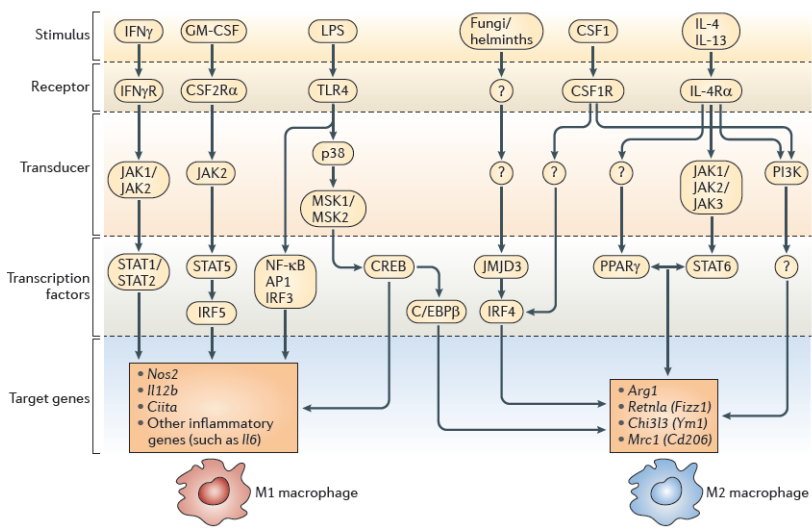 Stimulus
IFNγ
GM-CSF
LPS
Fungi/
helminths
CSF1
IL-4
IL-13
Receptor
IFNγR
CSF2Rα
TLR4
?
CSF1R
IL-4Rα
Transducer
JAK1/
JAK2
JAK2
p38
MSK1/
MSK2
?
?
?
JAK1/
JAK2/
JAK3
PI3K
Transcription
factors
STAT1/
STAT2
STAT5
IRF5
NF-κB
AP1
IRF3
CREB
C/EBPβ
JMJD3
IRF4
PPARγ
STAT6
?
Target genes
• Nos2
• Il12b
• Ciita
• Other inflammatory
genes (such as Il6)
• Arg1
• Retnla (Fizz1)
• Chi3l3 (Ym1)
• Mrc1 (Cd206)
M1 macrophage
M2 macrophage